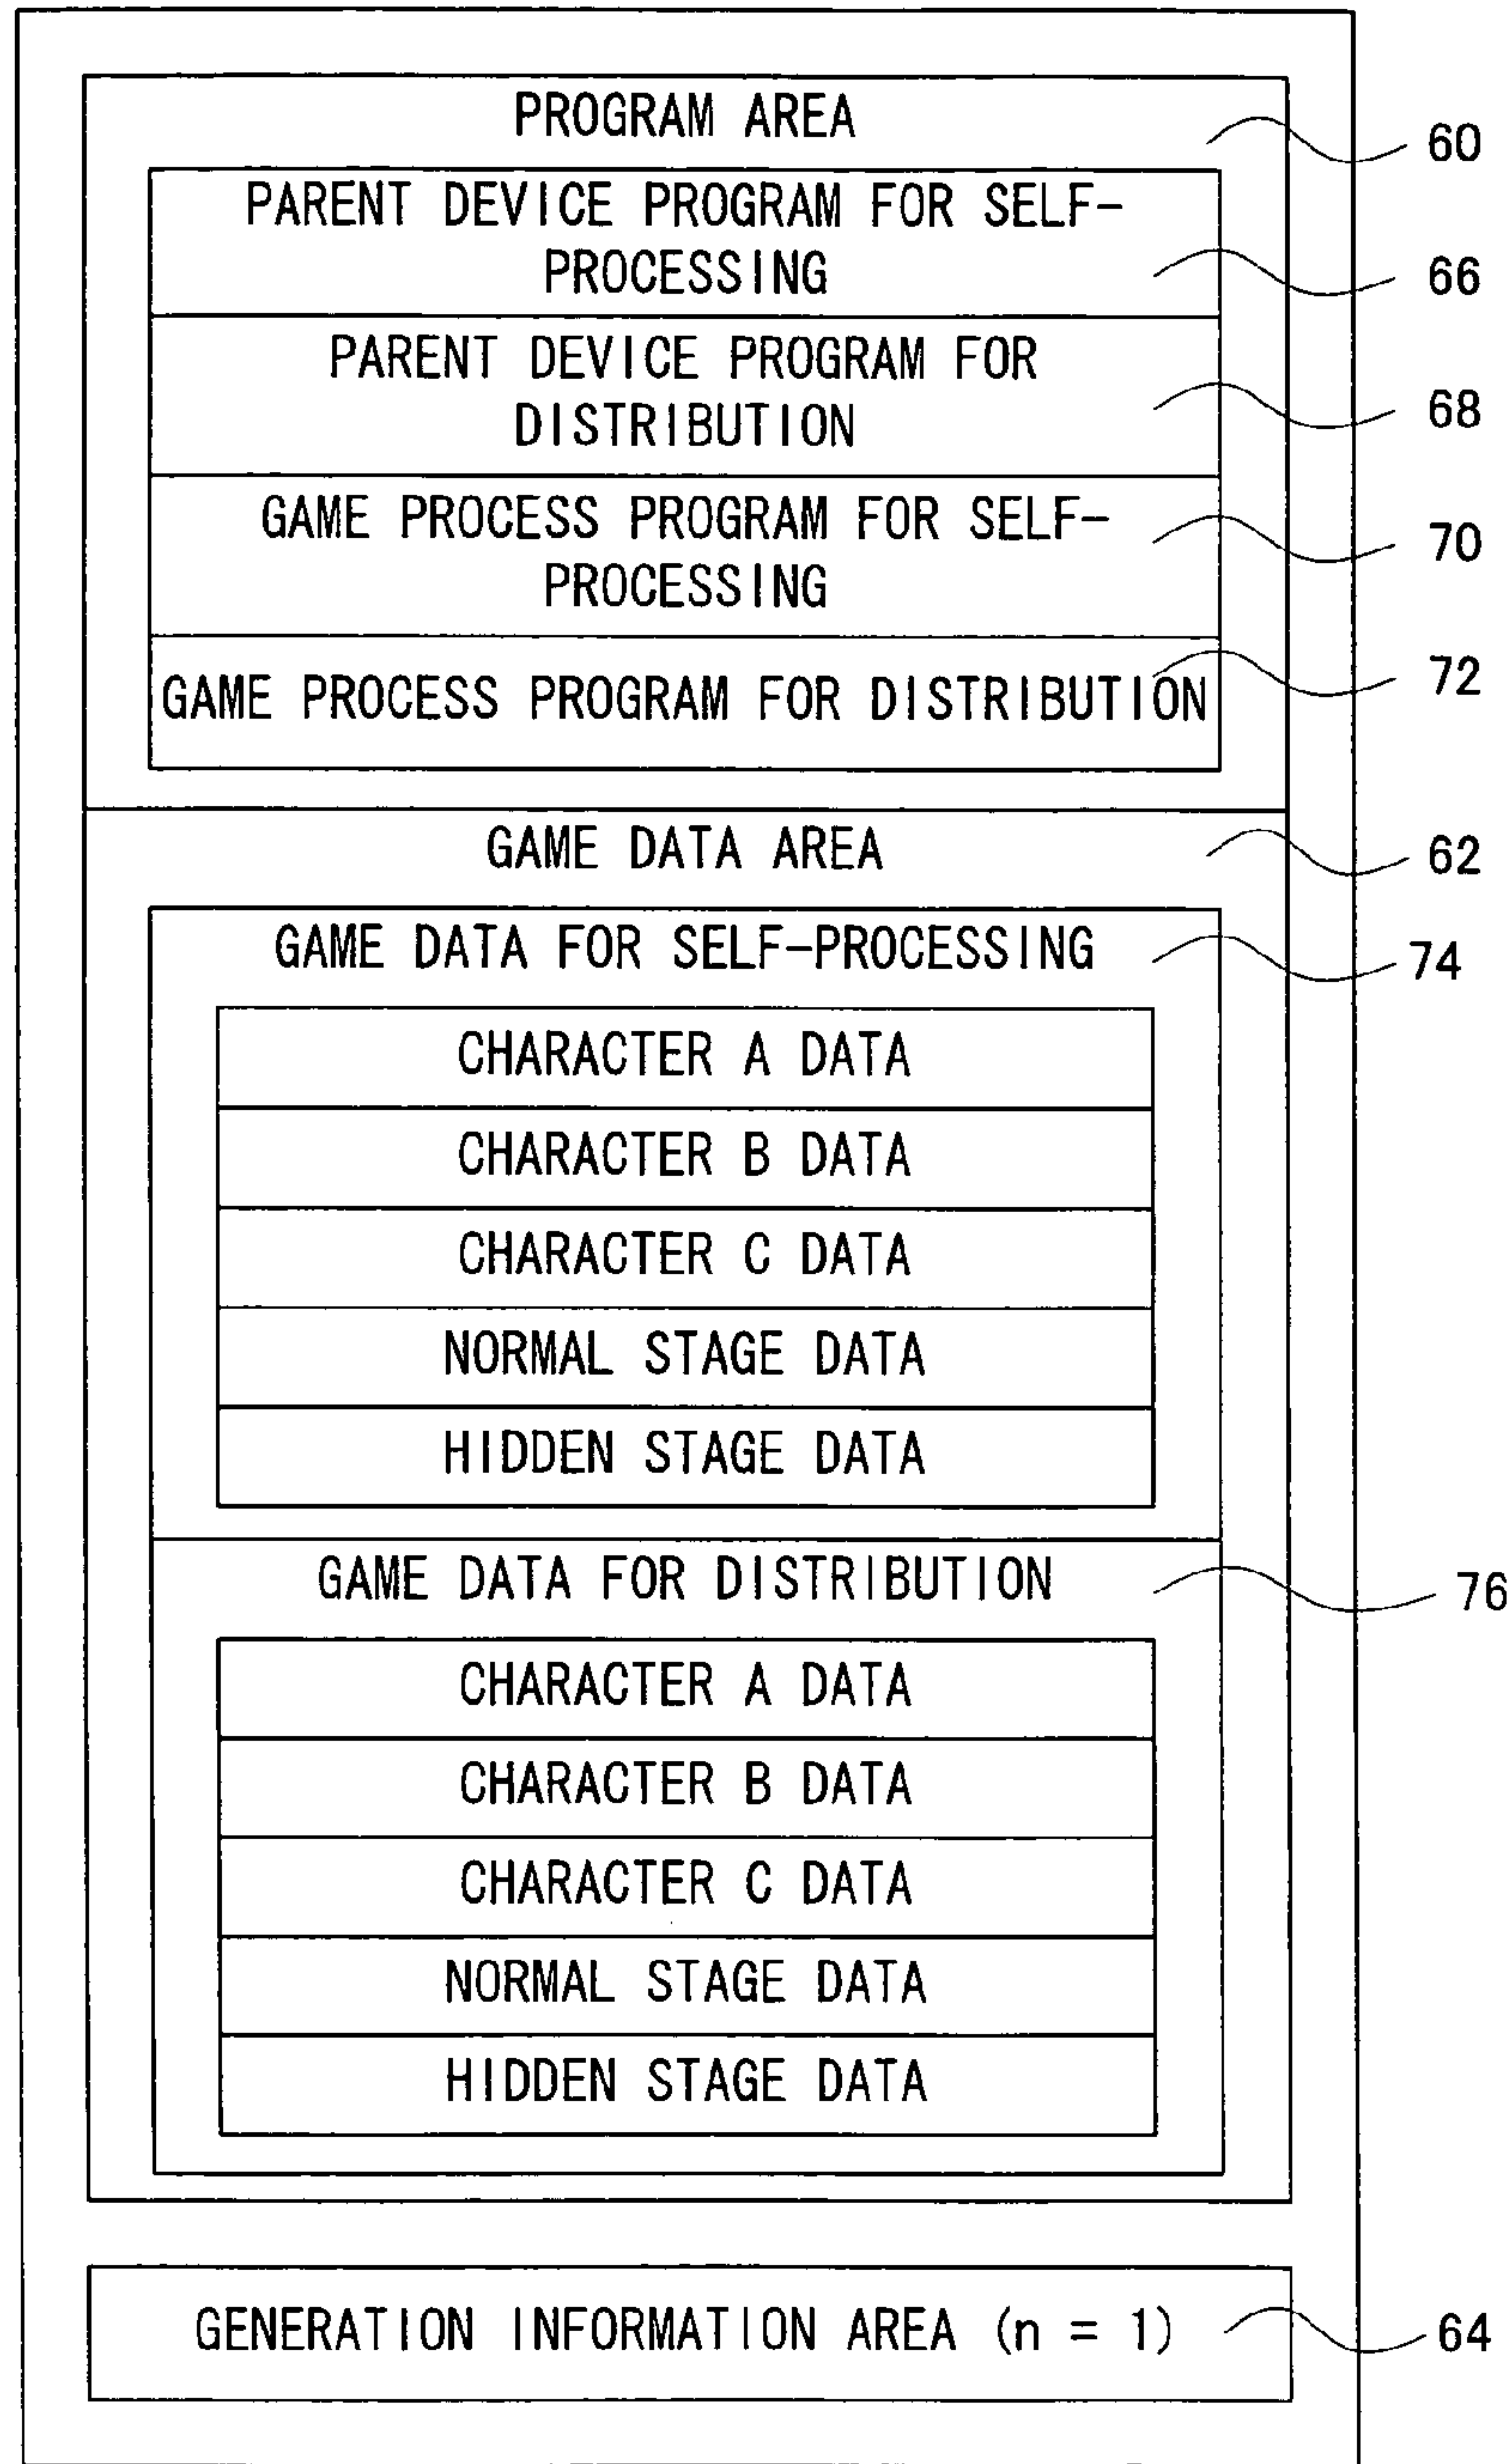 PROGRAM AREA
60
PARENT DEVICE PROGRAM FOR SELF-
PROCESSING
66
PARENT DEVICE PROGRAM FOR
DISTRIBUTION
68
GAME PROCESS PROGRAM FOR SELF-
PROCESSING
70
GAME PROCESS PROGRAM FOR DISTRIBUTION
72
GAME DATA AREA
62
GAME DATA FOR SELF-PROCESSING
74
CHARACTER A DATA
CHARACTER B DATA
CHARACTER C DATA
NORMAL STAGE DATA
HIDDEN STAGE DATA
GAME DATA FOR DISTRIBUTION
76
CHARACTER A DATA
CHARACTER B DATA
CHARACTER C DATA
NORMAL STAGE DATA
HIDDEN STAGE DATA
GENERATION INFORMATION AREA (n = 1)
64